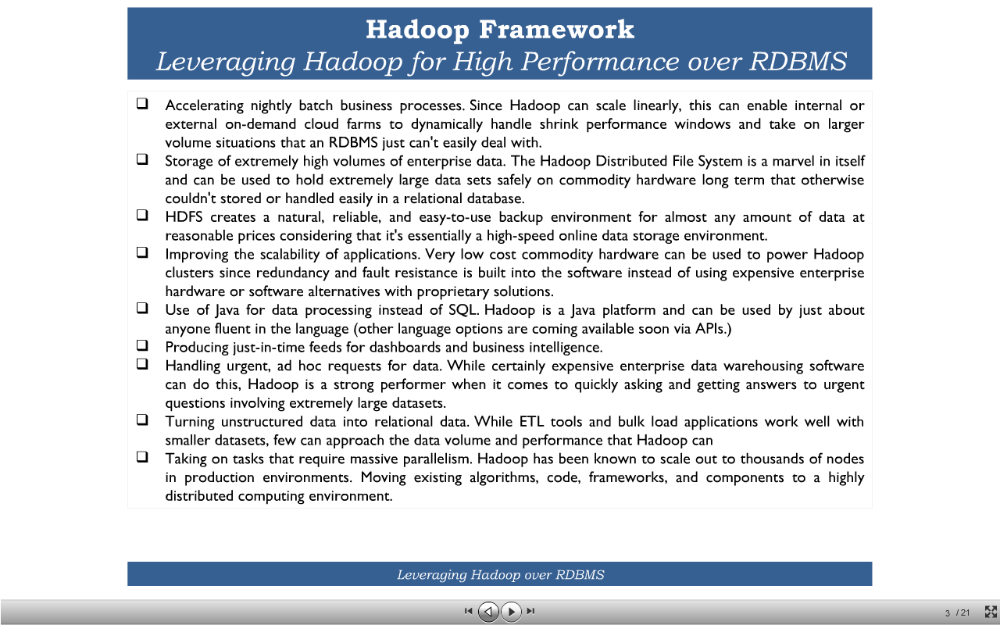 Hadoop Framework
Leveraging Hadoop for High Performance over RDBMS
❑ Accelerating nightly batch business processes. Since Hadoop can scale linearly, this can enable internal or
external on-demand cloud farms to dynamically handle shrink performance windows and take on larger
volume situations that an RDBMS just can't easily deal with.
❑ Storage of extremely high volumes of enterprise data. The Hadoop Distributed File System is a marvel in itself
and can be used to hold extremely large data sets safely on commodity hardware long term that otherwise
couldn't stored or handled easily in a relational database.
❑ HDFS creates a natural, reliable, and easy-to-use backup environment for almost any amount of data at
reasonable prices considering that it's essentially a high-speed online data storage environment.
❑ Improving the scalability of applications. Very low cost commodity hardware can be used to power Hadoop
clusters since redundancy and fault resistance is built into the software instead of using expensive enterprise
hardware or software alternatives with proprietary solutions.
❑ Use of Java for data processing instead of SQL. Hadoop is a Java platform and can be used by just about
anyone fluent in the language (other language options are coming available soon via APIs.)
❑ Producing just-in-time feeds for dashboards and business intelligence.
❑ Handling urgent, ad hoc requests for data. While certainly expensive enterprise data warehousing software
can do this, Hadoop is a strong performer when it comes to quickly asking and getting answers to urgent
questions involving extremely large datasets.
❑ Turning unstructured data into relational data. While ETL tools and bulk load applications work well with
smaller datasets, few can approach the data volume and performance that Hadoop can
❑ Taking on tasks that require massive parallelism. Hadoop has been known to scale out to thousands of nodes
in production environments. Moving existing algorithms, code, frameworks, and components to a highly
distributed computing environment.
Leveraging Hadoop over RDBMS
3 / 21